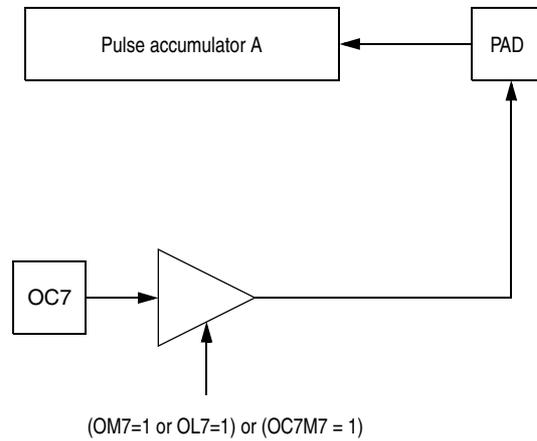 Pulse accumulator A
PAD
OC7
(OM7=1 or OL7=1) or (OC7M7 = 1)